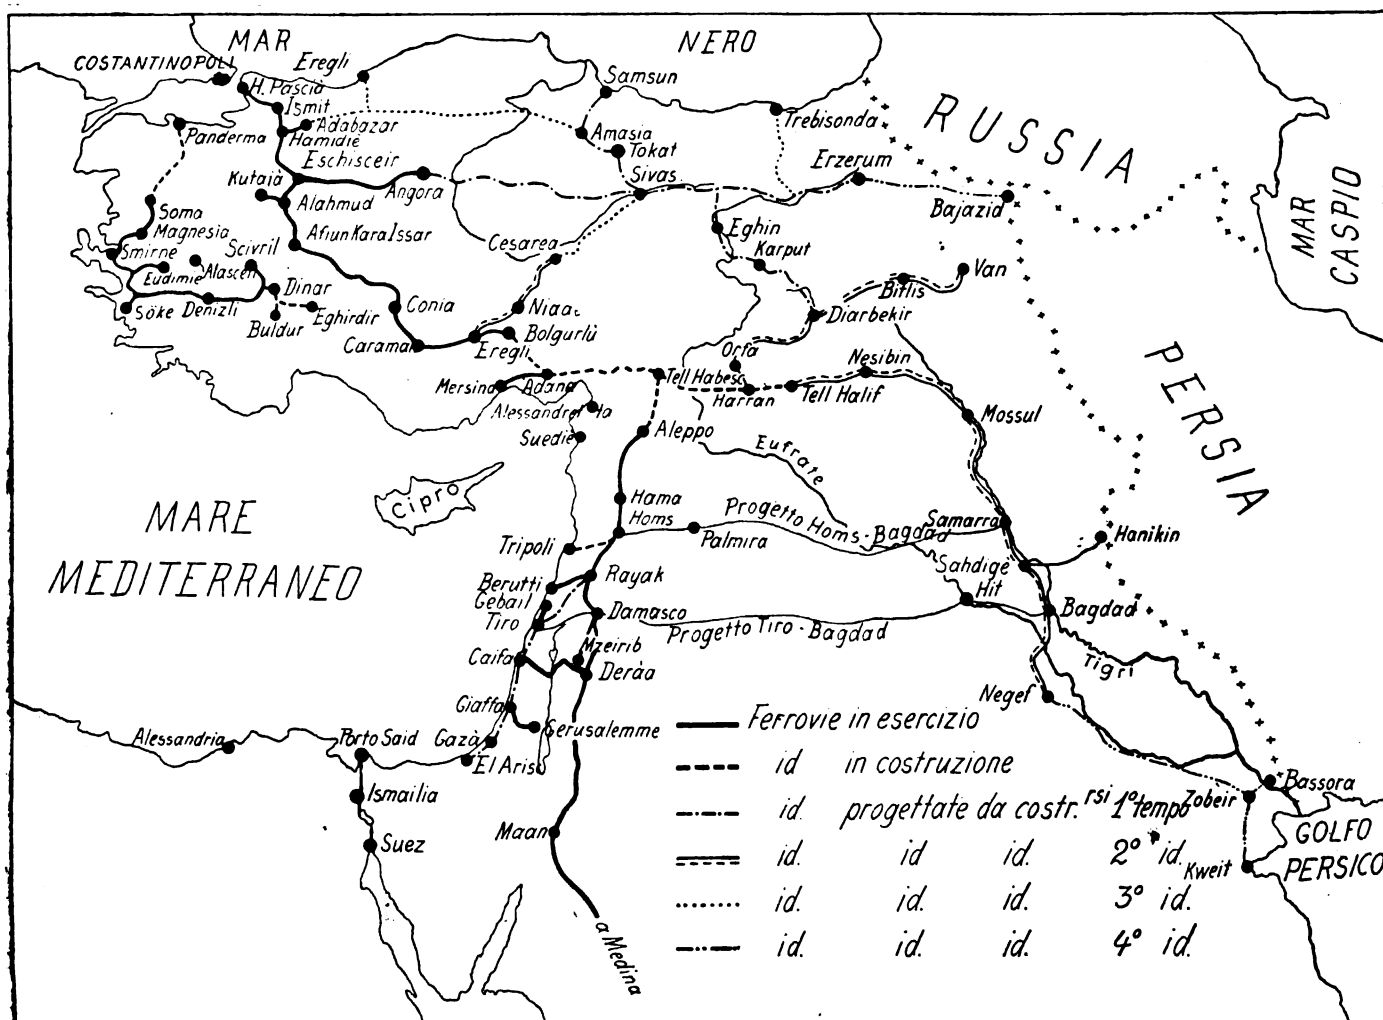 MAR
NERO
COSTANTINOPOLI
Eregli
H. Pascià
Ismit
Adabazar
Hamidiè
Panderma
Eschisceir
Kutaià
Alahmud
Angora
Samsun
Amasia
Tokat
Sivas
Trebisonda
Erzerum
Bajazid
RUSSIA
MAR
CASPIO
Soma
Magnesia
Smirne
Scivril
Afiun Kara Issar
Eudimie
Alasceh
Dinar
Söke
Denizli
Buldur
Eghirdir
Conia
Cesarea
Eghin
Karput
Van
Bitlis
Diarbekir
Bolgurlù
Caraman
Eregli
Orfa
Nesibin
Mersina
Adana
Tell Habesc
Harran
Tell Halif
Mossul
PERSIA
Suedie
Aleppo
Eufrate
Cipro
MARE
MEDITERRANEO
Hama
Homs
Progetto Homs-Bagdad
Palmira
Samarra
Hanikin
Tripoli
Sahdigè
Berutti
Rayak
Hit
Gebail
Tiro
Damasco
Progetto Tiro-Bagdad
Bagdad
Mzeirib
Caifa
Deràa
Tigri
Negef
Giaffa
Gerusalemme
Alessandria
Porto Said
Gazà
El Arisc
Ismailia
Suez
Maan
a Medina
Ferrovie in esercizio
id in costruzione
id. progettate da costr.rsi 1° tempo
id. id id. 2° id.
id. id. id. 3° id.
id. id. id. 4° id.
Zobeir
Bassora
Kweit
GOLFO
PERSICO